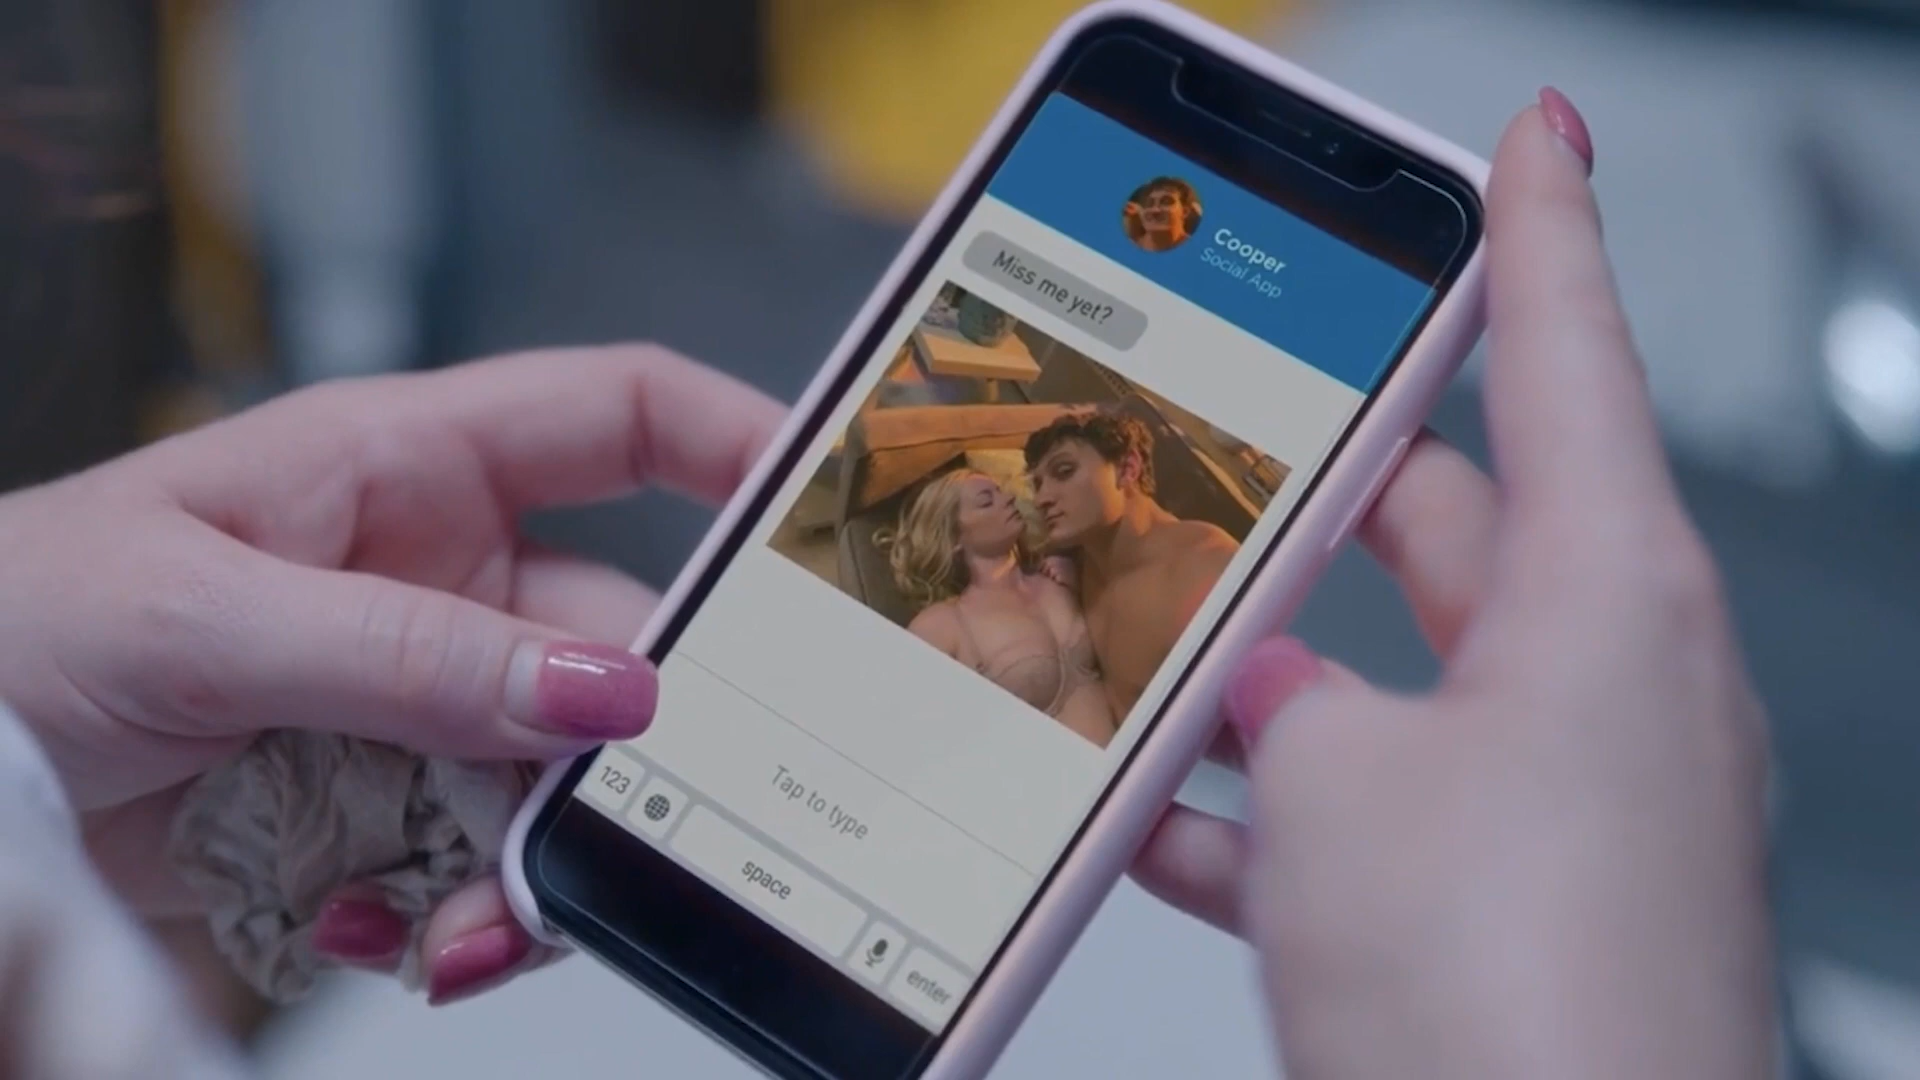 Cooper
Social App
Miss me yet?
Tap to type
123
space
enter